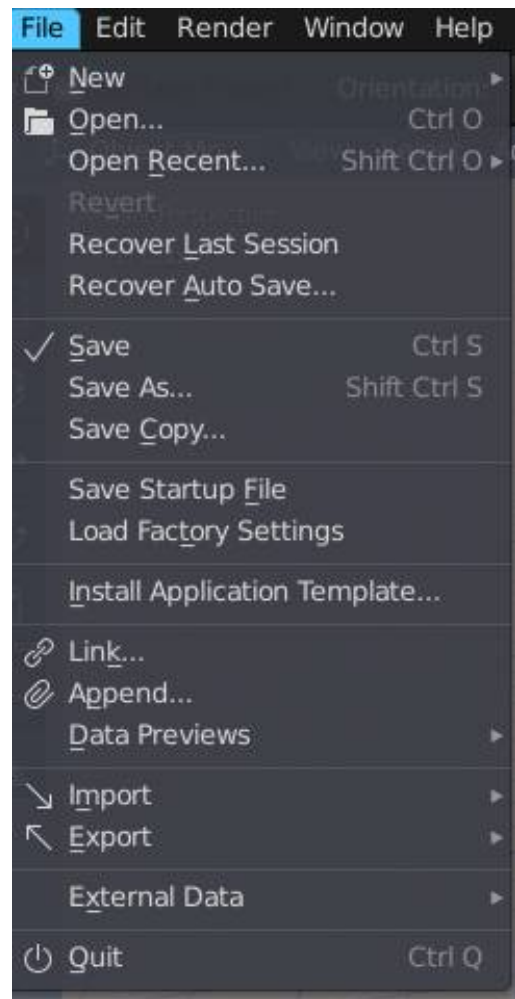 File Edit Render Window Help
New
Open... Ctrl O
Open Recent... Shift Ctrl O
Revert
Recover Last Session
Recover Auto Save...
Save Ctrl S
Save As... Shift Ctrl S
Save Copy...
Save Startup File
Load Factory Settings
Install Application Template...
Link...
Append...
Data Previews
Import
Export
External Data
Quit Ctrl Q